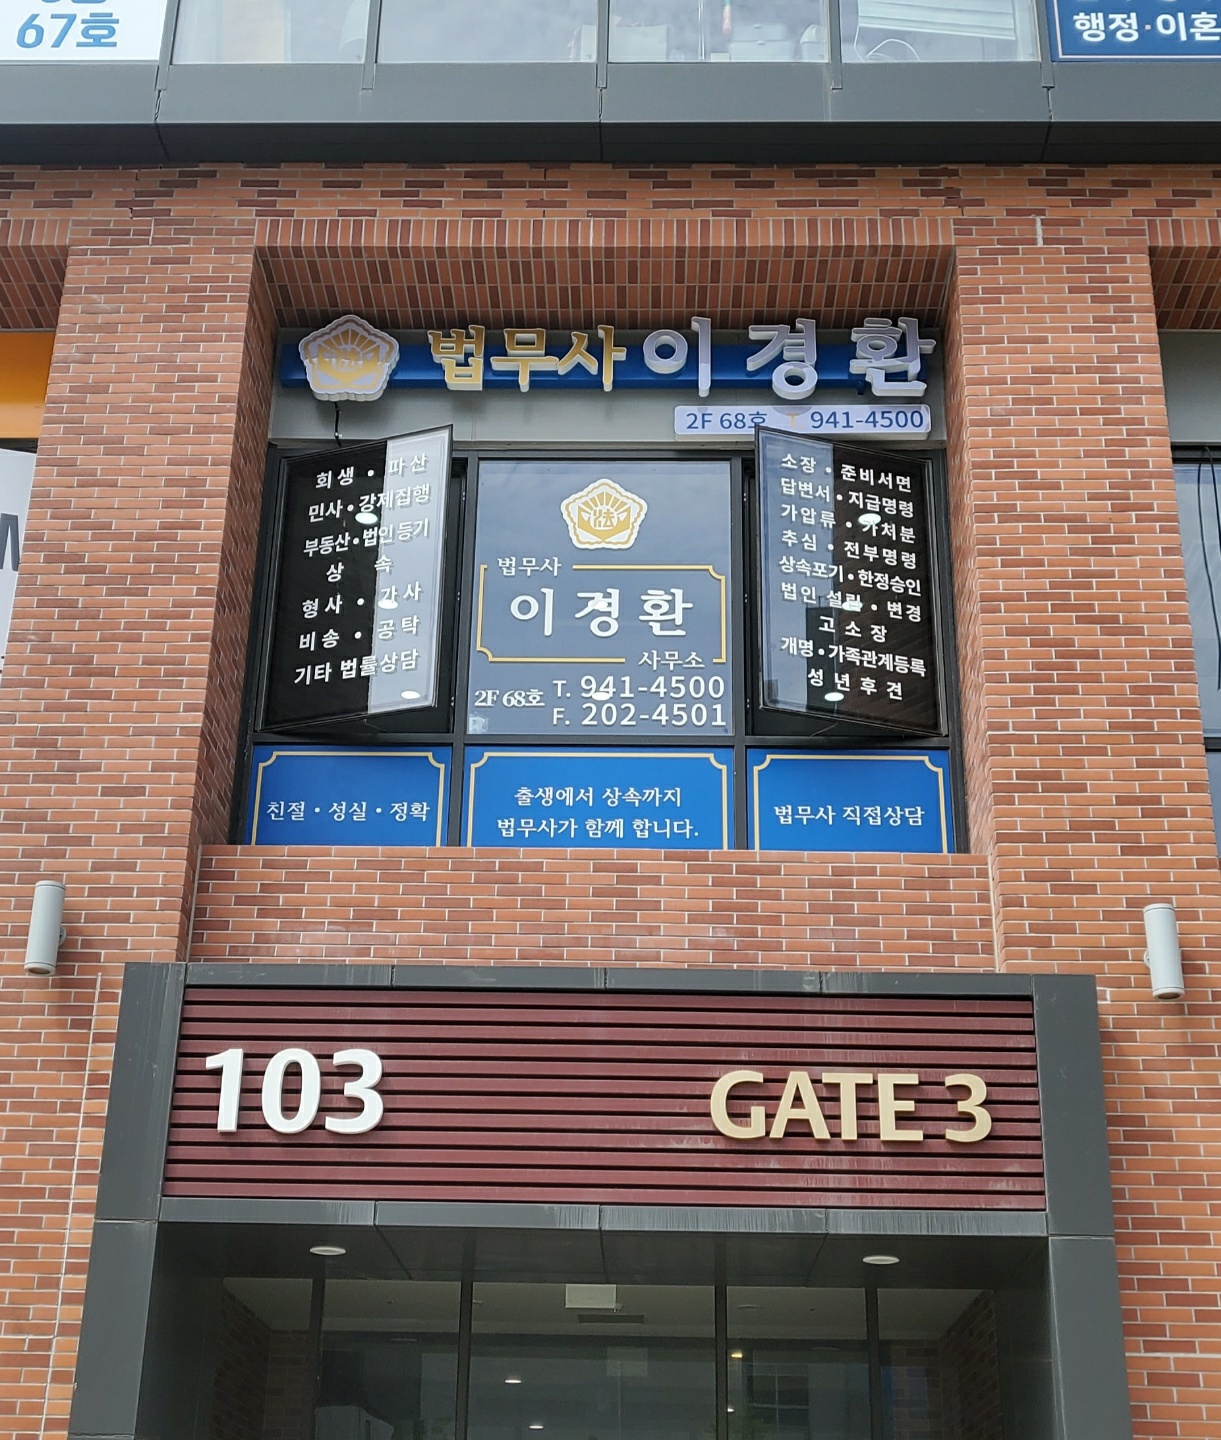 67호
행정·이혼
법무사 이경환
2F 68호 T 941-4500
회생 • 파산
민사 • 강제집행
부동산 • 법인등기
상 속
형사 • 가사
비송 • 공탁
기타 법률상담
法
법무사
이경환
사무소
2F 68호
T. 941-4500
F. 202-4501
소장 • 준비서면
답변서 • 지급명령
가압류 • 가처분
추심 • 전부명령
상속포기 • 한정승인
법인 설립 • 변경
고 소 장
개명 • 가족관계등록
성년후견
친절 • 성실 • 정확
출생에서 상속까지
법무사가 함께 합니다.
법무사 직접상담
103
GATE 3